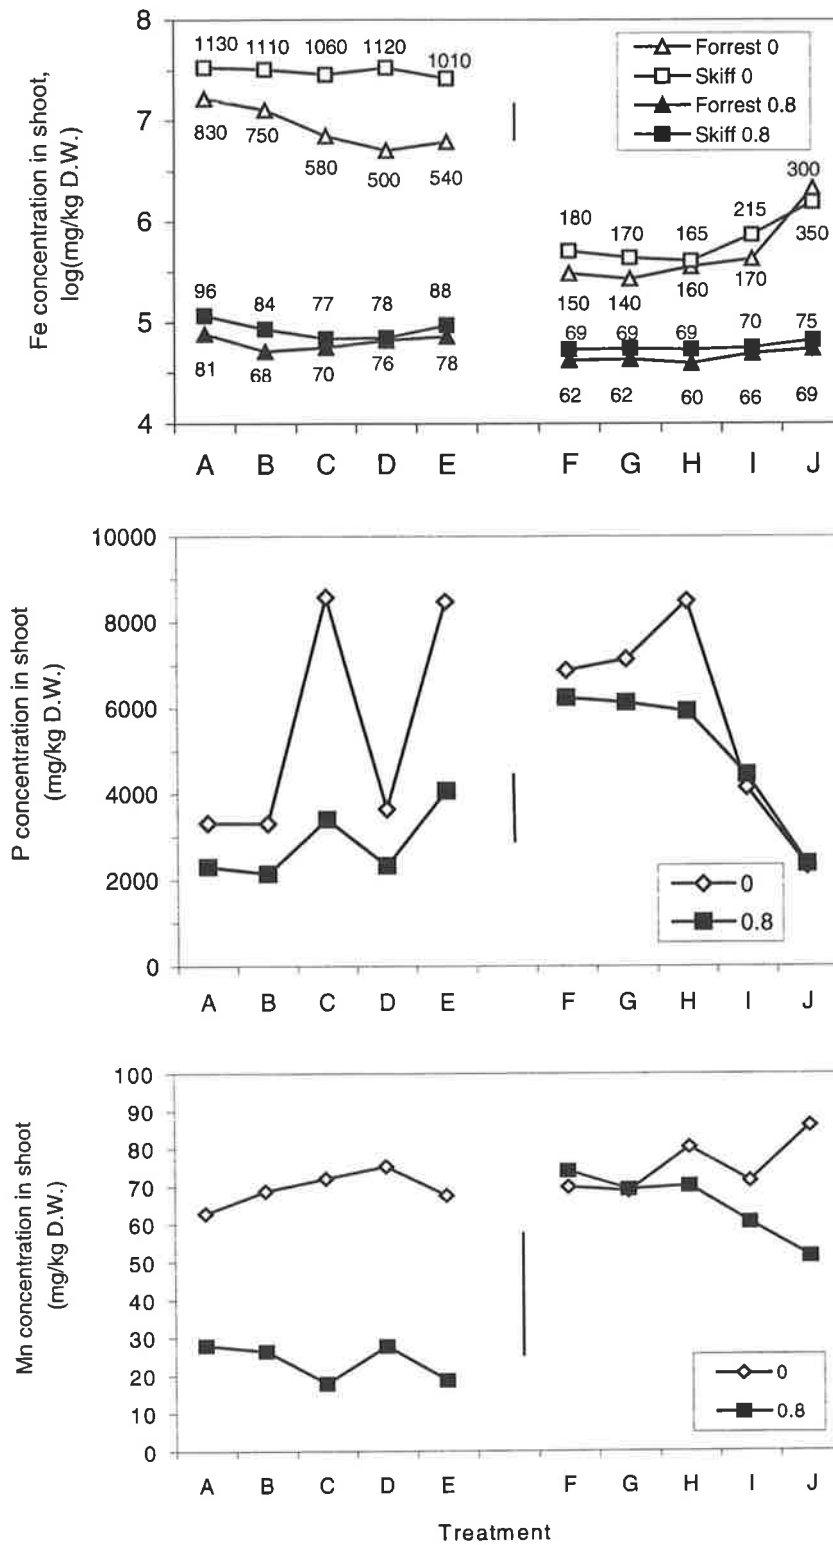 8
7
6
5
4
Fe concentration in shoot,
log(mg/kg D.W.)
1130 1110 1060 1120 1010
830 750 580 500 540
96 84 77 78 88
81 68 70 76 78
Forrest 0
Skiff 0
Forrest 0.8
Skiff 0.8
300
180 170 165 215
350
150 140 160 170
69 69 69 70 75
62 62 60 66 69
A B C D E F G H I J
10000
8000
6000
4000
2000
0
P concentration in shoot
(mg/kg D.W.)
0
0.8
A B C D E F G H I J
100
90
80
70
60
50
40
30
20
10
0
Mn concentration in shoot
(mg/kg D.W.)
0
0.8
A B C D E F G H I J
Treatment